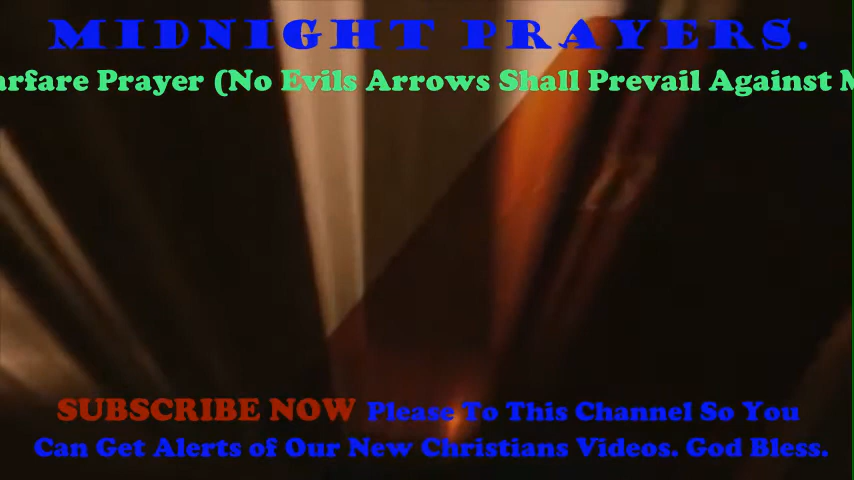 MIDNIGHT PRAYERS.
arfare Prayer (No Evils Arrows Shall Prevail Against M
SUBSCRIBE NOW Please To This Channel So You
Can Get Alerts of Our New Christians Videos. God Bless.